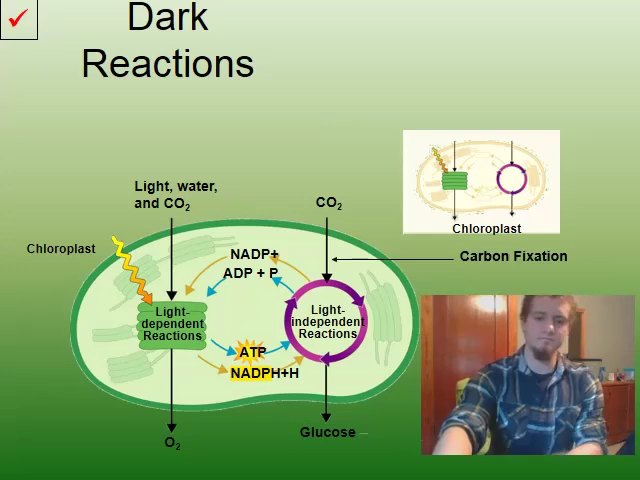 Dark
Reactions
Light, water,
and CO₂
CO₂
Chloroplast
Chloroplast
Carbon Fixation
NADP+
ADP + P
Light-
dependent
Reactions
Light-
independent
Reactions
ATP
NADPH+H
O₂
Glucose